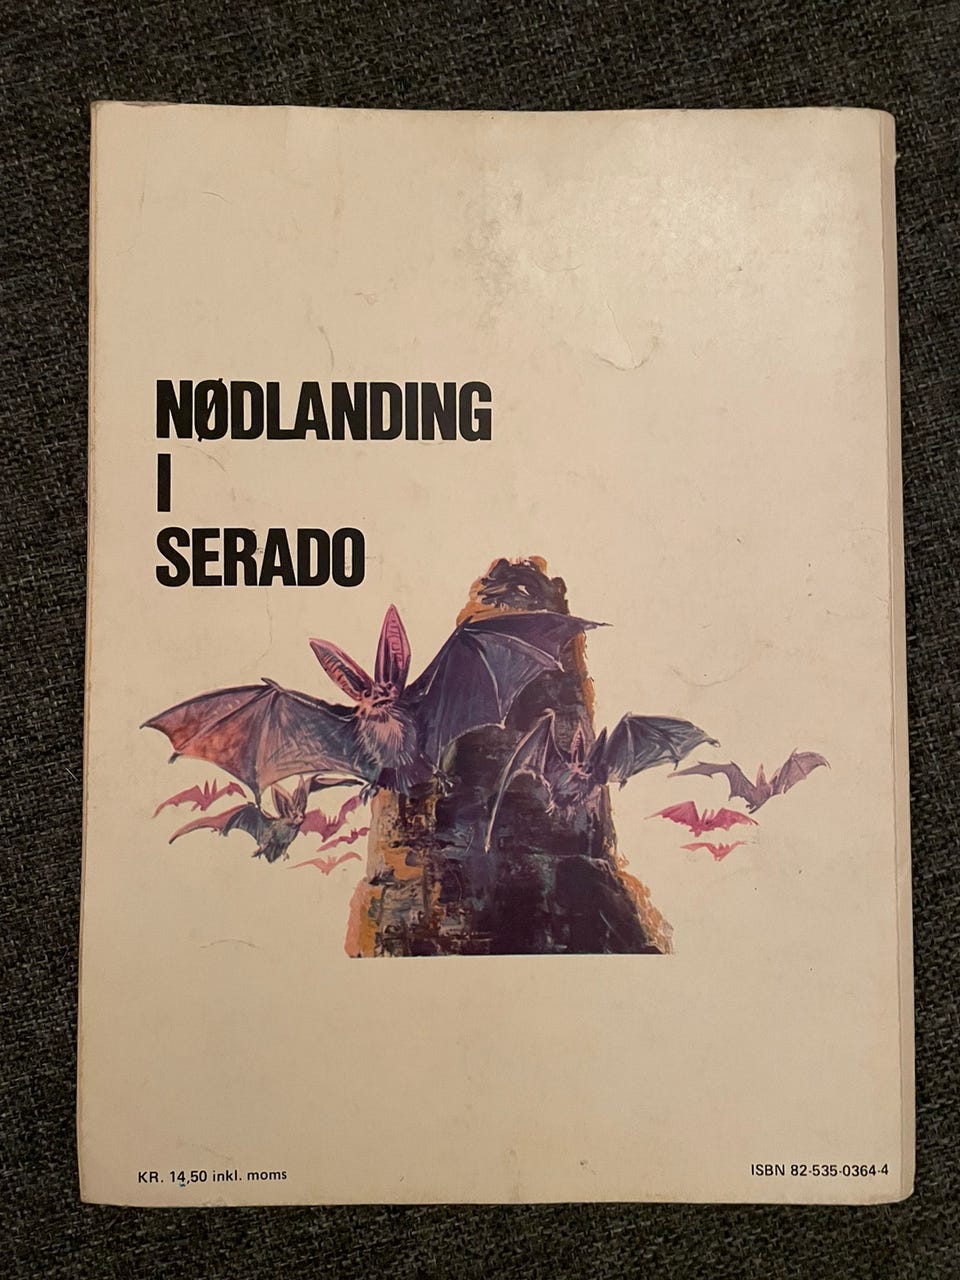 NØDLANDING
I
SERADO
KR. 14,50 inkl. moms
ISBN 82-535-0364-4